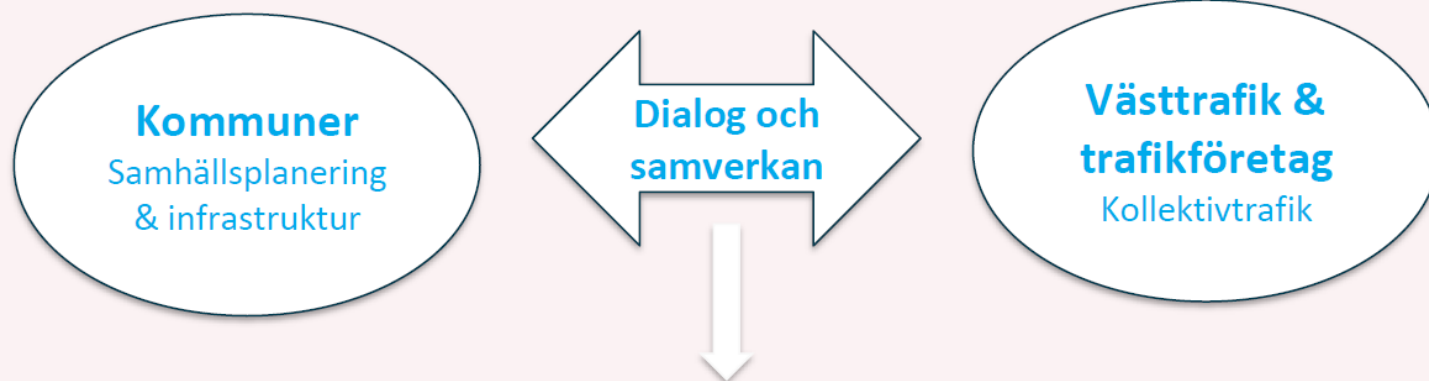 Kommuner
Samhällsplanering
& infrastruktur
Dialog och
samverkan
Västtrafik &
trafikföretag
Kollektivtrafik